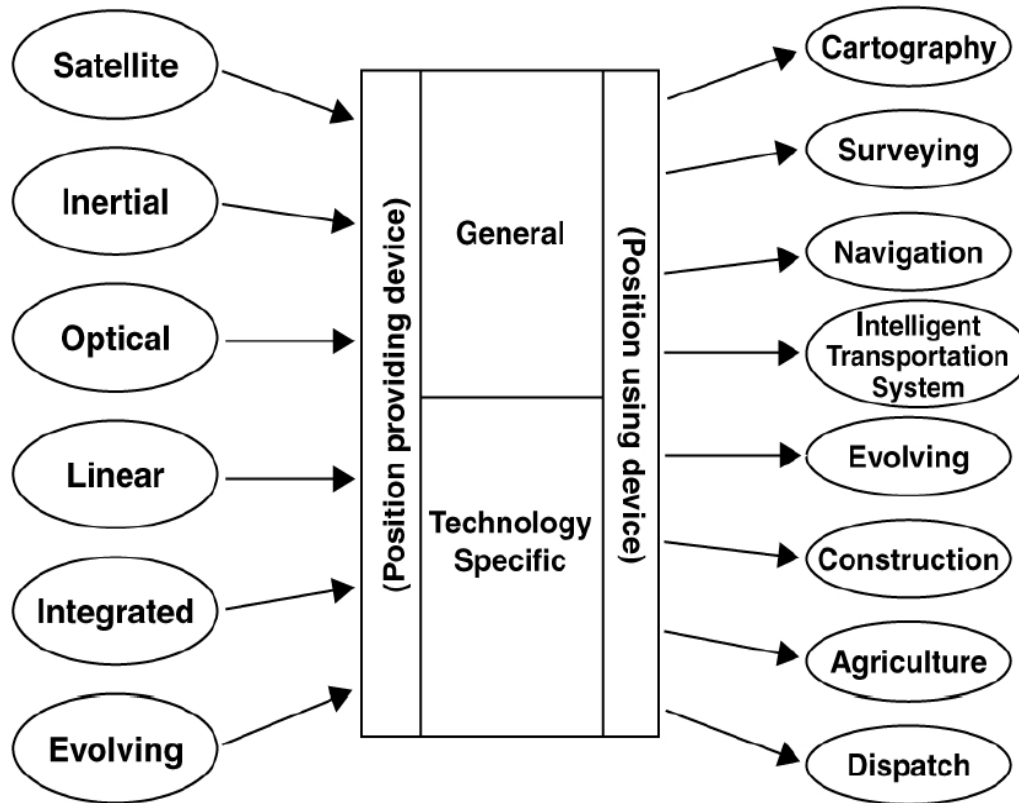 Satellite
Inertial
Optical
Linear
Integrated
Evolving
(Position providing device)
General
Technology
Specific
(Position using device)
Cartography
Surveying
Navigation
Intelligent
Transportation
System
Evolving
Construction
Agriculture
Dispatch